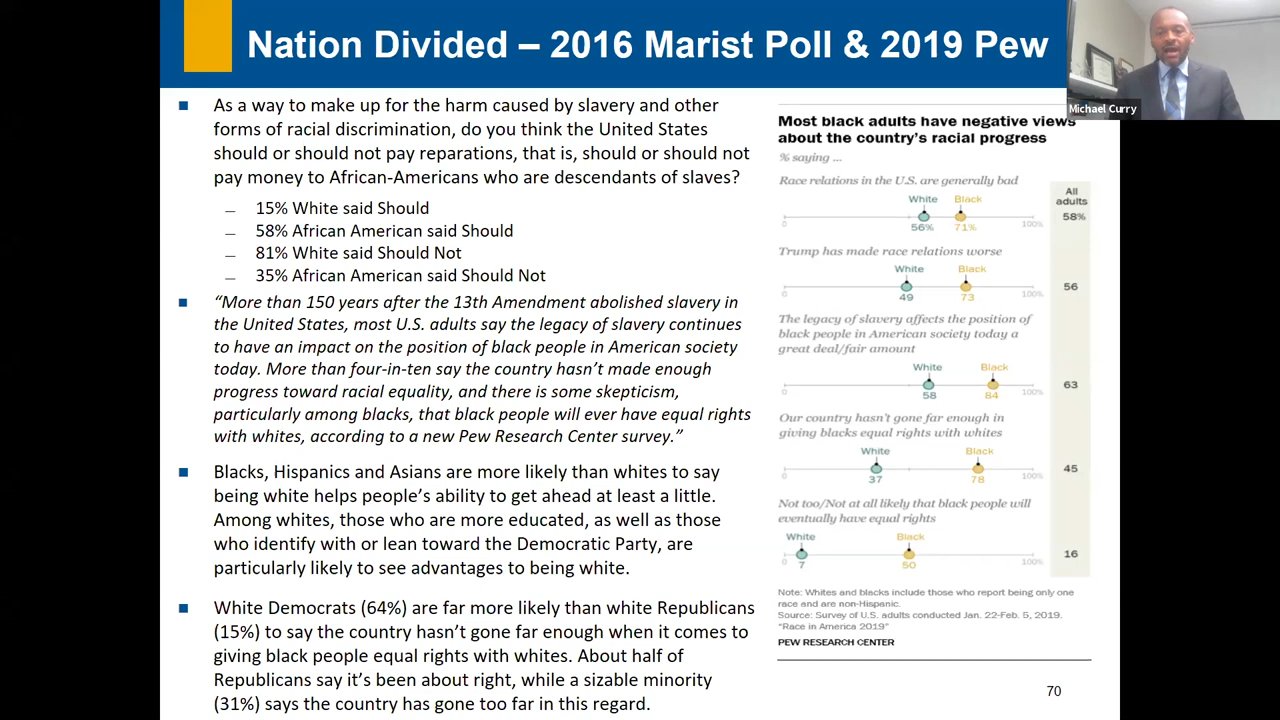 Nation Divided – 2016 Marist Poll & 2019 Pew
Michael Curry
■ As a way to make up for the harm caused by slavery and other
forms of racial discrimination, do you think the United States
should or should not pay reparations, that is, should or should not
pay money to African-Americans who are descendants of slaves?
— 15% White said Should
— 58% African American said Should
— 81% White said Should Not
— 35% African American said Should Not
■ “More than 150 years after the 13th Amendment abolished slavery in
the United States, most U.S. adults say the legacy of slavery continues
to have an impact on the position of black people in American society
today. More than four-in-ten say the country hasn’t made enough
progress toward racial equality, and there is some skepticism,
particularly among blacks, that black people will ever have equal rights
with whites, according to a new Pew Research Center survey.”
■ Blacks, Hispanics and Asians are more likely than whites to say
being white helps people’s ability to get ahead at least a little.
Among whites, those who are more educated, as well as those
who identify with or lean toward the Democratic Party, are
particularly likely to see advantages to being white.
■ White Democrats (64%) are far more likely than white Republicans
(15%) to say the country hasn’t gone far enough when it comes to
giving black people equal rights with whites. About half of
Republicans say it’s been about right, while a sizable minority
(31%) says the country has gone too far in this regard.
Most black adults have negative views
about the country’s racial progress
% saying ...
All
adults
Race relations in the U.S. are generally bad
White Black
0 100% 58%
56% 71%
Trump has made race relations worse
White Black
0 100% 56
49 73
The legacy of slavery affects the position of
black people in American society today a
great deal/fair amount
White Black
0 100% 63
58 84
Our country hasn’t gone far enough in
giving blacks equal rights with whites
White Black
0 100% 45
37 78
Not too/Not at all likely that black people will
eventually have equal rights
White Black
0 100% 16
7 50
Note: Whites and blacks include those who report being only one
race and are non-Hispanic.
Source: Survey of U.S. adults conducted Jan. 22-Feb. 5, 2019.
“Race in America 2019”
PEW RESEARCH CENTER
70